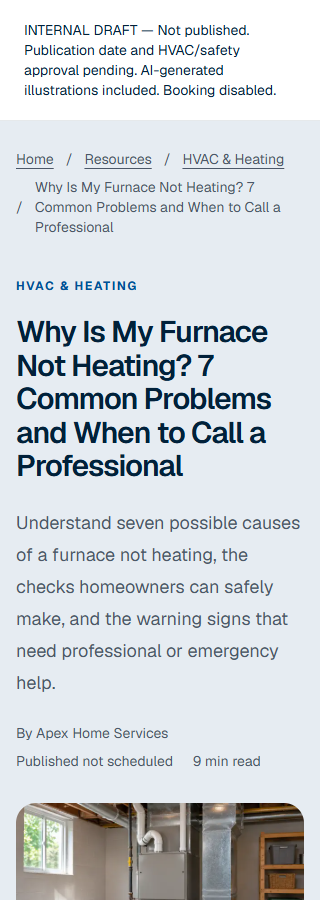 INTERNAL DRAFT — Not published.
Publication date and HVAC/safety
approval pending. AI-generated
illustrations included. Booking disabled.
Home / Resources / HVAC & Heating
Why Is My Furnace Not Heating? 7
/ Common Problems and When to Call a
Professional
HVAC & HEATING
Why Is My Furnace
Not Heating? 7
Common Problems
and When to Call a
Professional
Understand seven possible causes
of a furnace not heating, the
checks homeowners can safely
make, and the warning signs that
need professional or emergency
help.
By Apex Home Services
Published not scheduled 9 min read